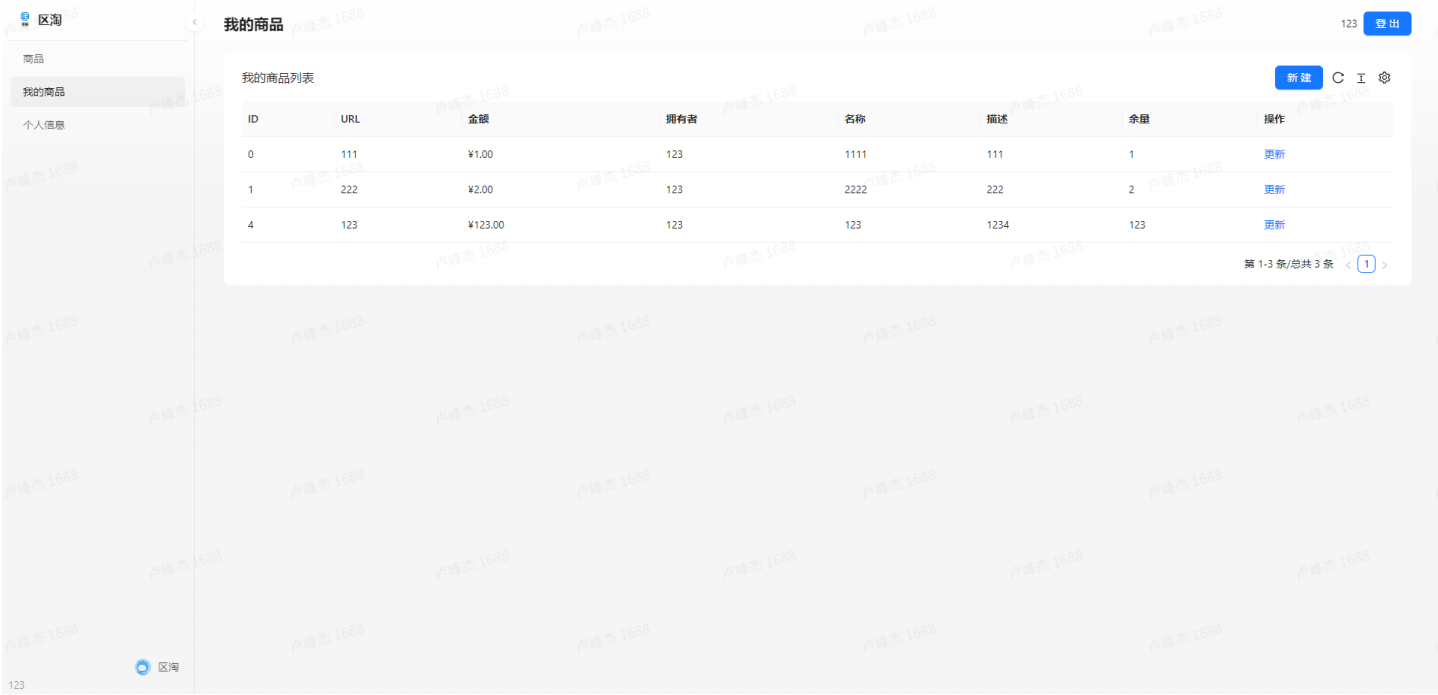 区淘
我的商品
123 登 出
商品
我的商品
个人信息
我的商品列表
新 建
ID URL 金额 拥有者 名称 描述 余量 操作
0 111 ¥1.00 123 1111 111 1 更新
1 222 ¥2.00 123 2222 222 2 更新
4 123 ¥123.00 123 123 1234 123 更新
第 1-3 条/总共 3 条 1
区淘
123
卢峰杰 1688